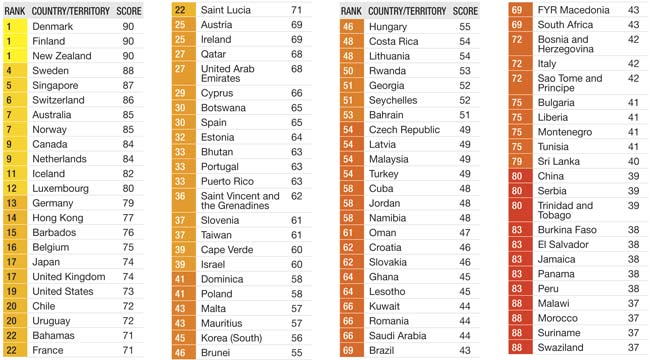 RANK COUNTRY/TERRITORY SCORE
1 Denmark 90
1 Finland 90
1 New Zealand 90
4 Sweden 88
5 Singapore 87
6 Switzerland 86
7 Australia 85
7 Norway 85
9 Canada 84
9 Netherlands 84
11 Iceland 82
12 Luxembourg 80
13 Germany 79
14 Hong Kong 77
15 Barbados 76
16 Belgium 75
17 Japan 74
17 United Kingdom 74
19 United States 73
20 Chile 72
20 Uruguay 72
22 Bahamas 71
22 France 71
22 Saint Lucia 71
25 Austria 69
25 Ireland 69
27 Qatar 68
27 United Arab 68
Emirates
29 Cyprus 66
30 Botswana 65
30 Spain 65
32 Estonia 64
33 Bhutan 63
33 Portugal 63
33 Puerto Rico 63
36 Saint Vincent and 62
the Grenadines
37 Slovenia 61
37 Taiwan 61
39 Cape Verde 60
39 Israel 60
41 Dominica 58
41 Poland 58
43 Malta 57
43 Mauritius 57
45 Korea (South) 56
46 Brunei 55
RANK COUNTRY/TERRITORY SCORE
46 Hungary 55
48 Costa Rica 54
48 Lithuania 54
50 Rwanda 53
51 Georgia 52
51 Seychelles 52
53 Bahrain 51
54 Czech Republic 49
54 Latvia 49
54 Malaysia 49
54 Turkey 49
58 Cuba 48
58 Jordan 48
58 Namibia 48
61 Oman 47
62 Croatia 46
62 Slovakia 46
64 Ghana 45
64 Lesotho 45
66 Kuwait 44
66 Romania 44
66 Saudi Arabia 44
69 Brazil 43
69 FYR Macedonia 43
69 South Africa 43
72 Bosnia and 42
Herzegovina
72 Italy 42
72 Sao Tome and 42
Principe
75 Bulgaria 41
75 Liberia 41
75 Montenegro 41
75 Tunisia 41
79 Sri Lanka 40
80 China 39
80 Serbia 39
80 Trinidad and 39
Tobago
83 Burkina Faso 38
83 El Salvador 38
83 Jamaica 38
83 Panama 38
83 Peru 38
88 Malawi 37
88 Morocco 37
88 Suriname 37
88 Swaziland 37